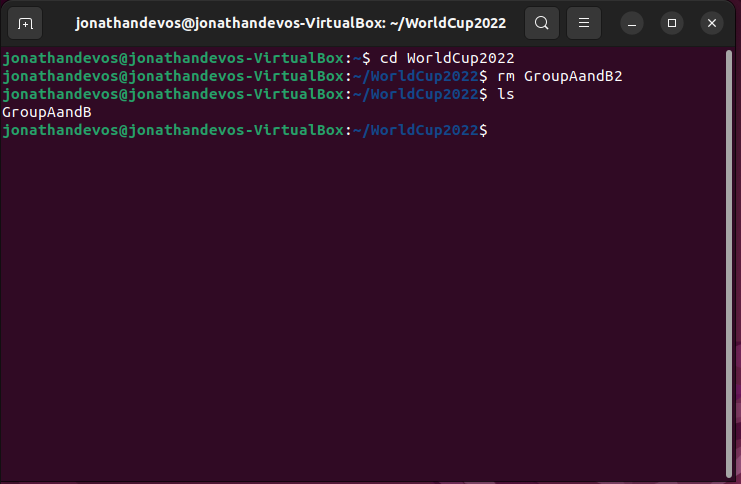 jonathandevos@jonathandevos-VirtualBox: ~/WorldCup2022
jonathandevos@jonathandevos-VirtualBox:~$ cd WorldCup2022
jonathandevos@jonathandevos-VirtualBox:~/WorldCup2022$ rm GroupAandB2
jonathandevos@jonathandevos-VirtualBox:~/WorldCup2022$ ls
GroupAandB
jonathandevos@jonathandevos-VirtualBox:~/WorldCup2022$